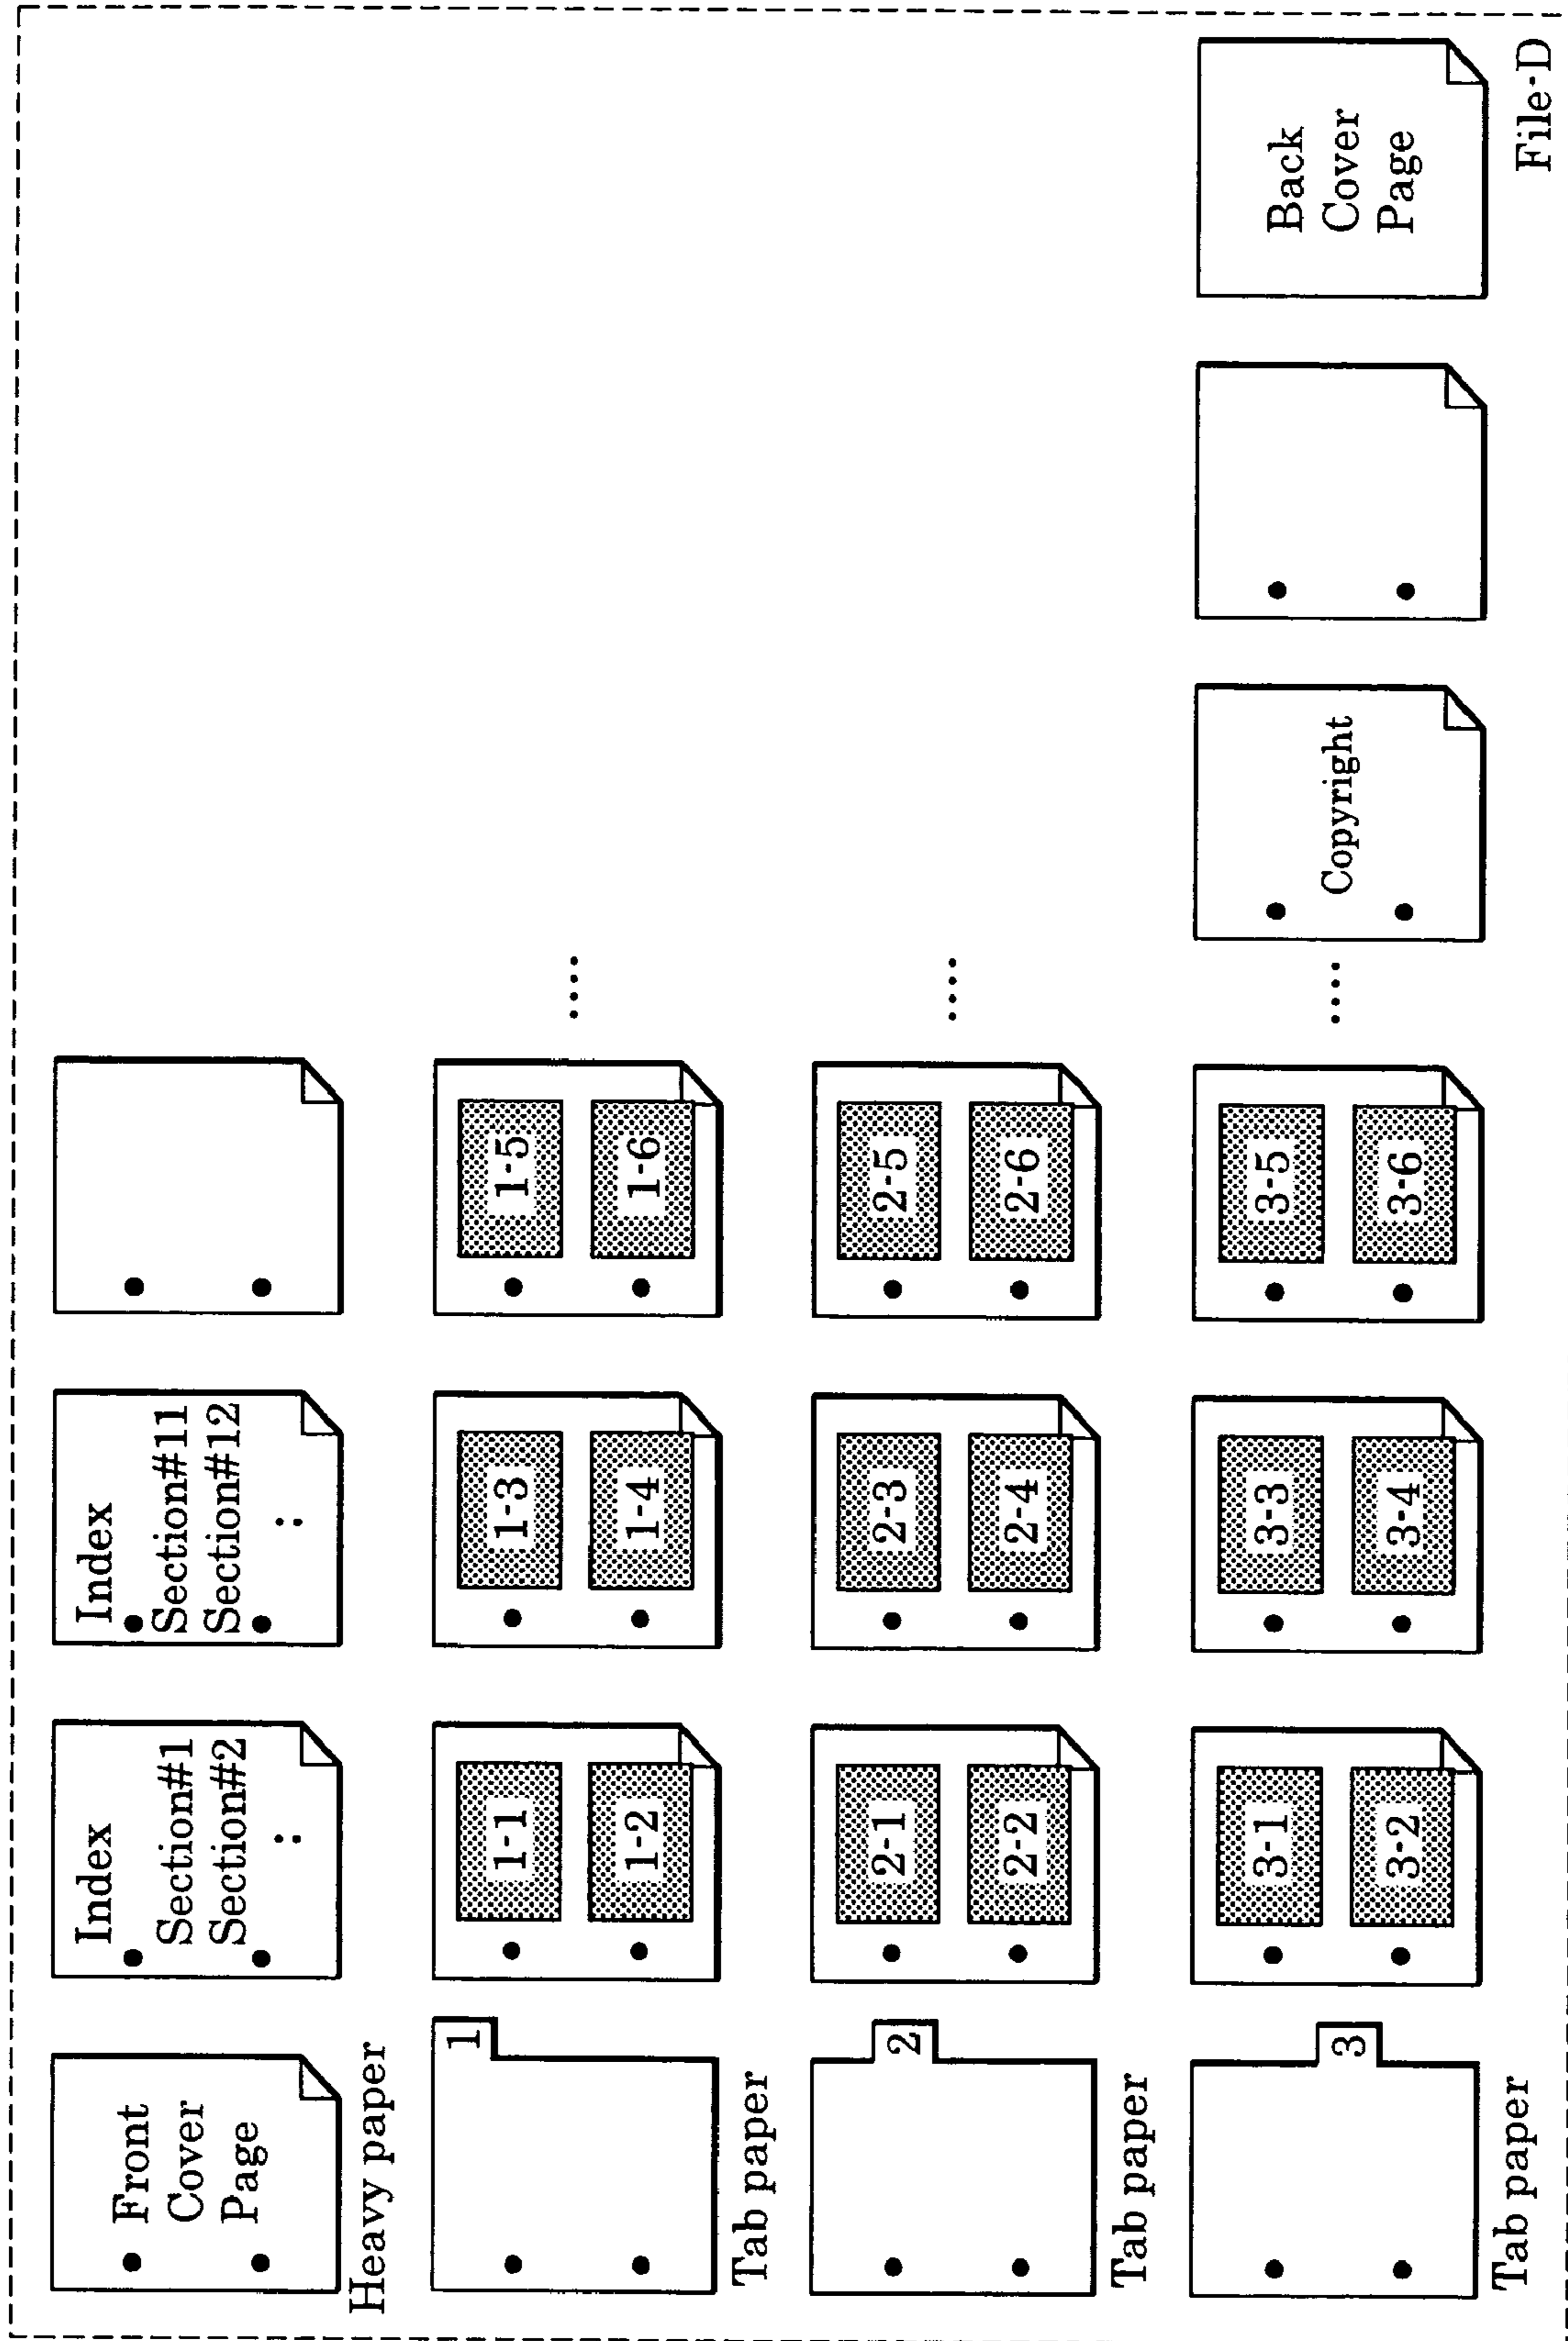 Front
Cover
Page
Heavy paper
Index
Section#1
Section#2
:
Index
Section#11
Section#12
:
1
Tab paper
1-1
1-2
1-3
1-4
1-5
1-6
....
2
Tab paper
2-1
2-2
2-3
2-4
2-5
2-6
....
3
Tab paper
3-1
3-2
3-3
3-4
3-5
3-6
....
Copyright
Back
Cover
Page
File-D